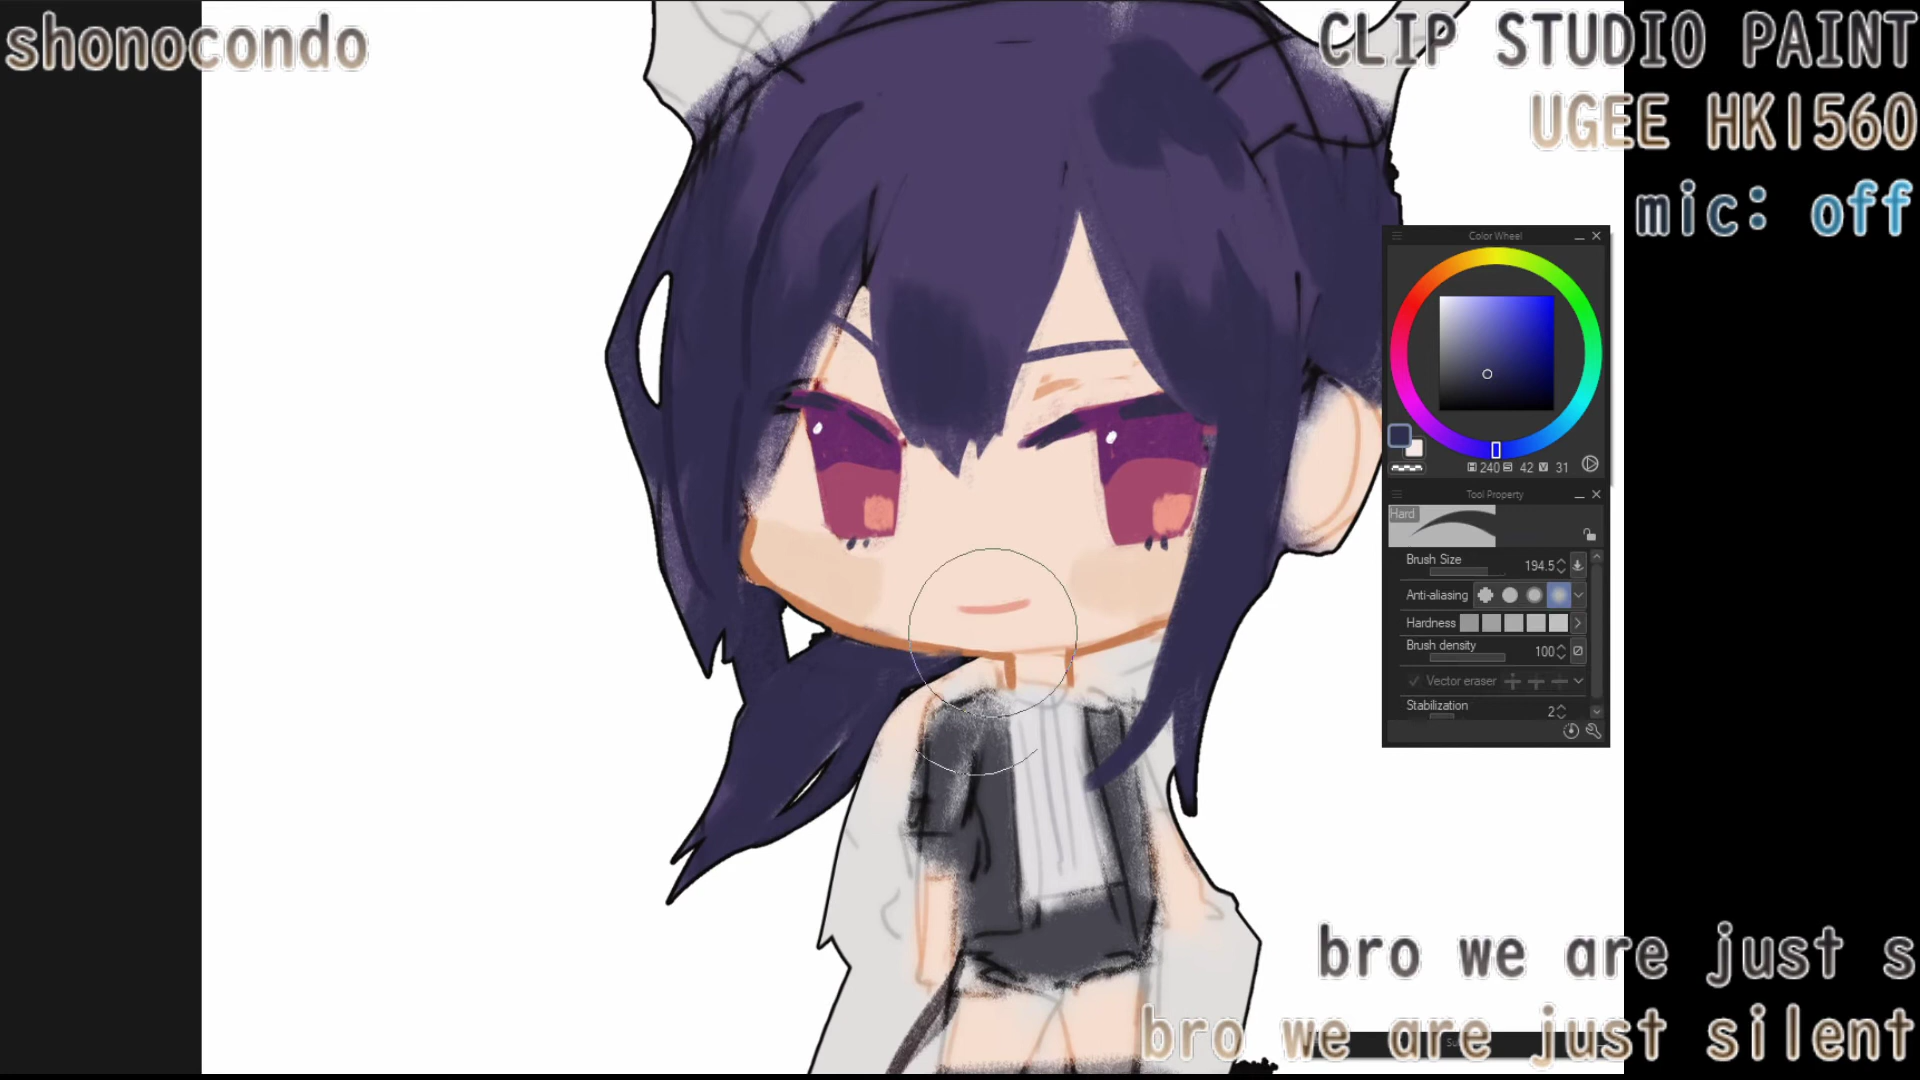 shonocondo
CLIP STUDIO PAINT
UGEE HK1560
mic: off
Color Wheel
H 240 S 42 V 31
Tool Property
Hard
Brush Size 194.5
Anti-aliasing
Hardness
Brush density 100
Vector eraser
Stabilization 2
bro we are just s
bro we are just silent